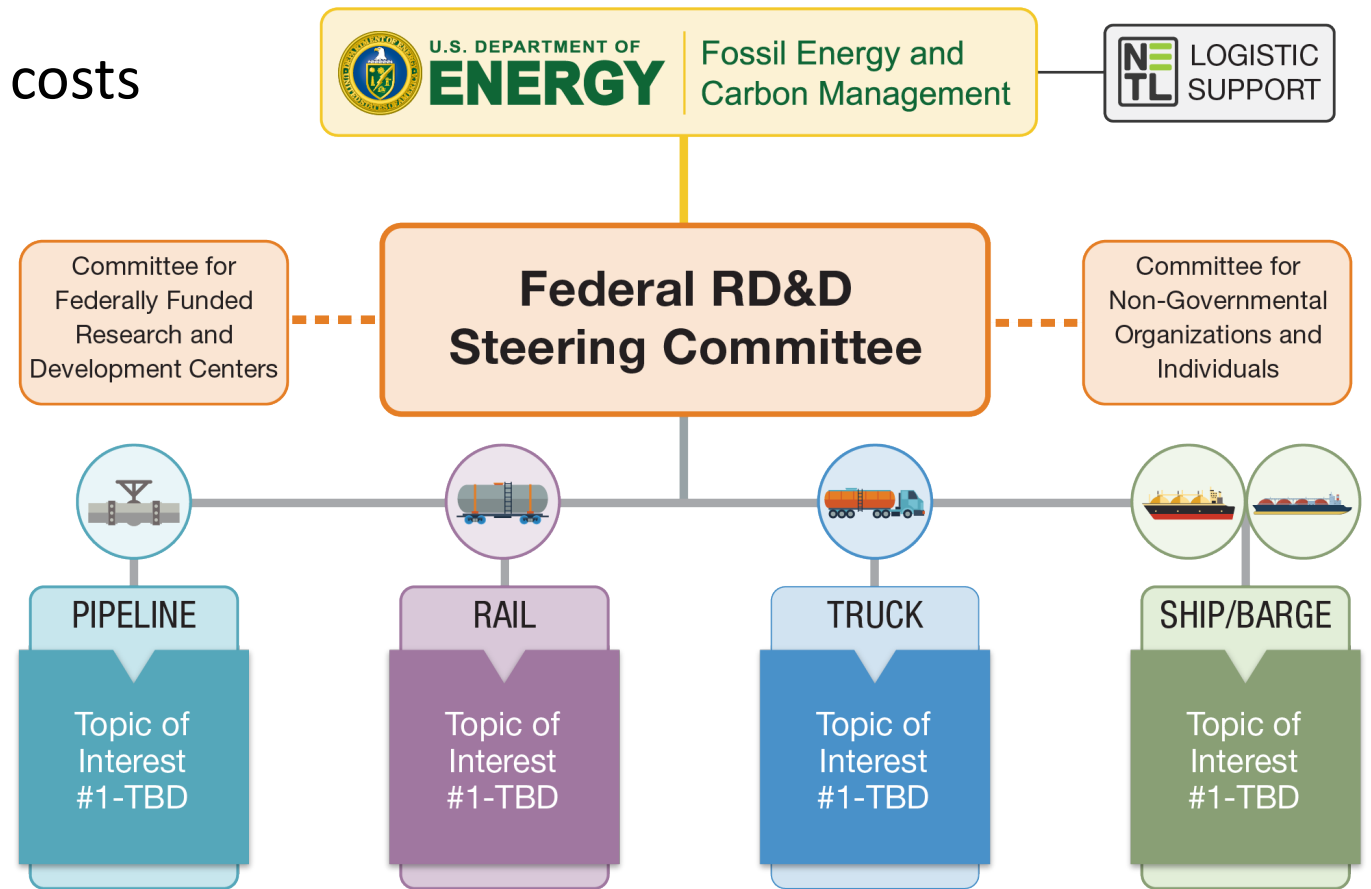 costs
U.S. DEPARTMENT OF
ENERGY
Fossil Energy and
Carbon Management
NE
TL
LOGISTIC
SUPPORT
Committee for
Federally Funded
Research and
Development Centers
Federal RD&D
Steering Committee
Committee for
Non-Governmental
Organizations and
Individuals
PIPELINE
RAIL
TRUCK
SHIP/BARGE
Topic of
Interest
#1-TBD
Topic of
Interest
#1-TBD
Topic of
Interest
#1-TBD
Topic of
Interest
#1-TBD